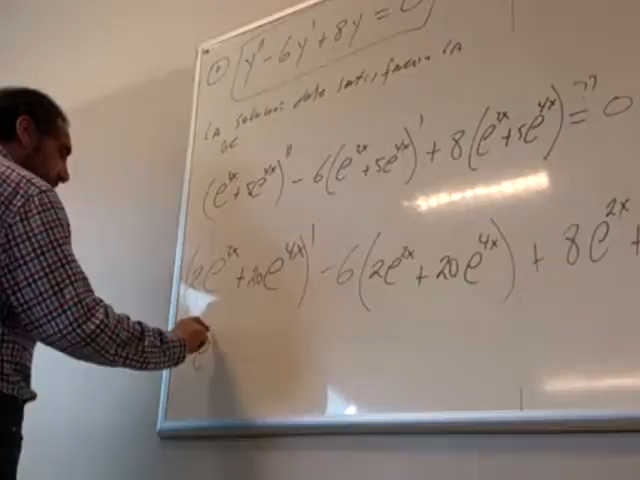 ① y'' - 6y' + 8y = 0
LA solución debe satisfacer LA
DE
(e^{2x} + 5e^{4x})'' - 6(e^{2x} + 5e^{4x})' + 8(e^{2x} + 5e^{4x}) =?? 0
(2e^{2x} + 20e^{4x})' - 6(2e^{2x} + 20e^{4x}) + 8e^{2x} +